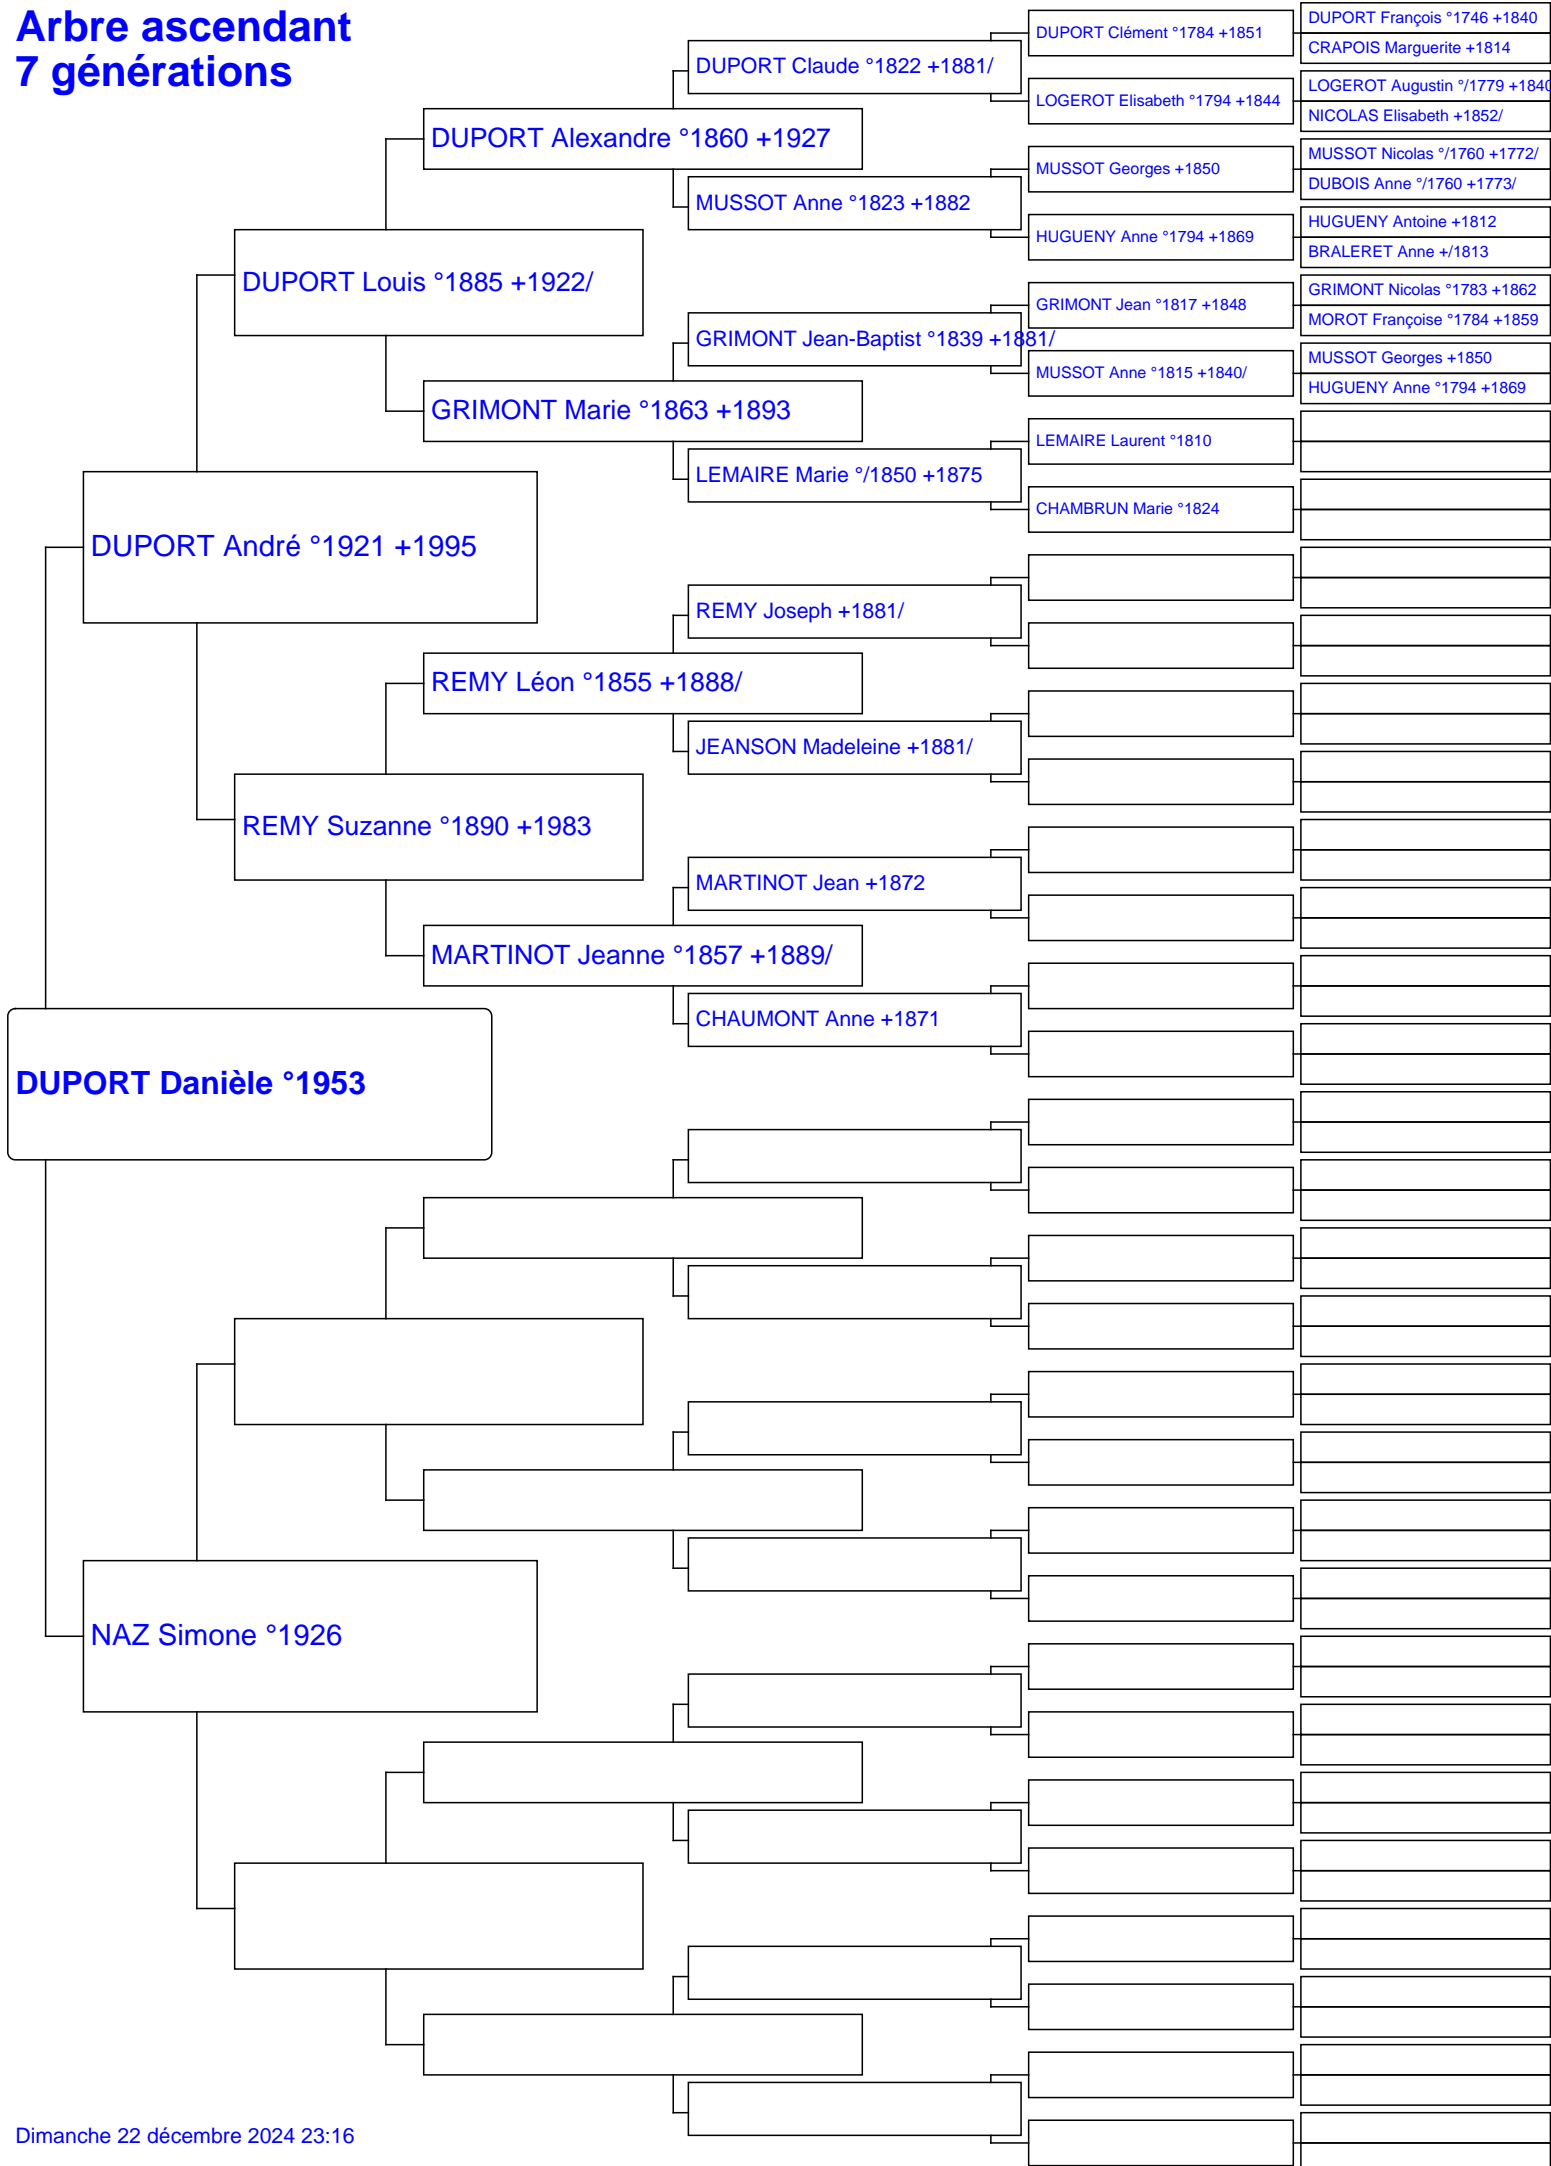 Arbre ascendant
7 générations
DUPORT François °1746 +1840
DUPORT Clément °1784 +1851
CRAPOIS Marguerite +1814
DUPORT Claude °1822 +1881/
LOGEROT Augustin °/1779 +1840
LOGEROT Elisabeth °1794 +1844
NICOLAS Elisabeth +1852/
DUPORT Alexandre °1860 +1927
MUSSOT Nicolas °/1760 +1772/
MUSSOT Georges +1850
DUBOIS Anne °/1760 +1773/
MUSSOT Anne °1823 +1882
HUGUENY Antoine +1812
HUGUENY Anne °1794 +1869
BRALERET Anne +/1813
DUPORT Louis °1885 +1922/
GRIMONT Nicolas °1783 +1862
GRIMONT Jean °1817 +1848
MOROT Françoise °1784 +1859
GRIMONT Jean-Baptist °1839 +1881/
MUSSOT Georges +1850
MUSSOT Anne °1815 +1840/
HUGUENY Anne °1794 +1869
GRIMONT Marie °1863 +1893
LEMAIRE Laurent °1810
LEMAIRE Marie °/1850 +1875
CHAMBRUN Marie °1824
DUPORT André °1921 +1995
REMY Joseph +1881/
REMY Léon °1855 +1888/
JEANSON Madeleine +1881/
REMY Suzanne °1890 +1983
MARTINOT Jean +1872
MARTINOT Jeanne °1857 +1889/
CHAUMONT Anne +1871
DUPORT Danièle °1953
NAZ Simone °1926
Dimanche 22 décembre 2024 23:16